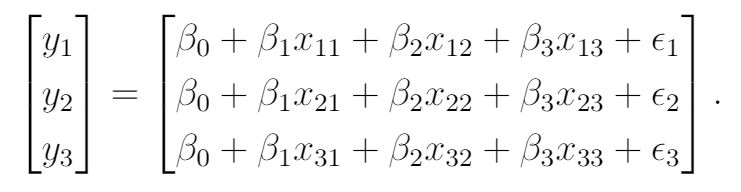 [y₁] = [β₀ + β₁x₁₁ + β₂x₁₂ + β₃x₁₃ + ϵ₁]
[y₂] = [β₀ + β₁x₂₁ + β₂x₂₂ + β₃x₂₃ + ϵ₂]
[y₃] = [β₀ + β₁x₃₁ + β₂x₃₂ + β₃x₃₃ + ϵ₃].